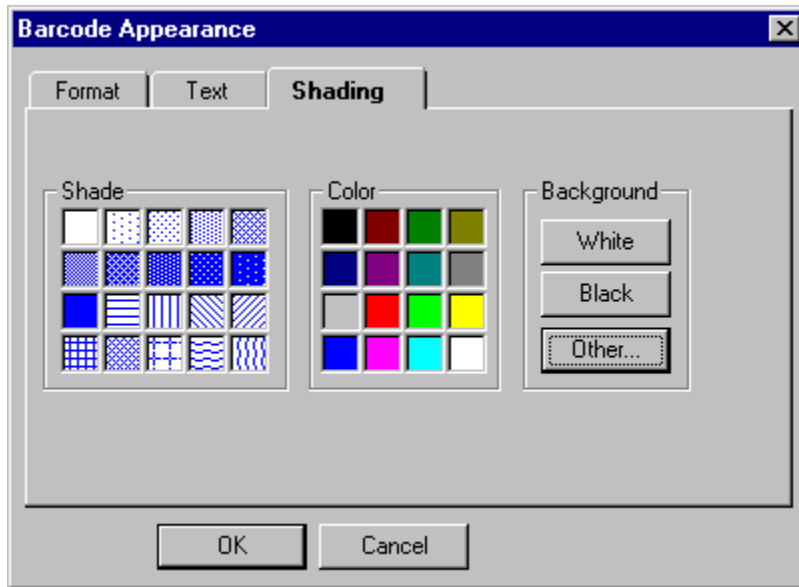 Barcode Appearance
Format Text Shading
Shade Color Background
White
Black
Other...
OK Cancel